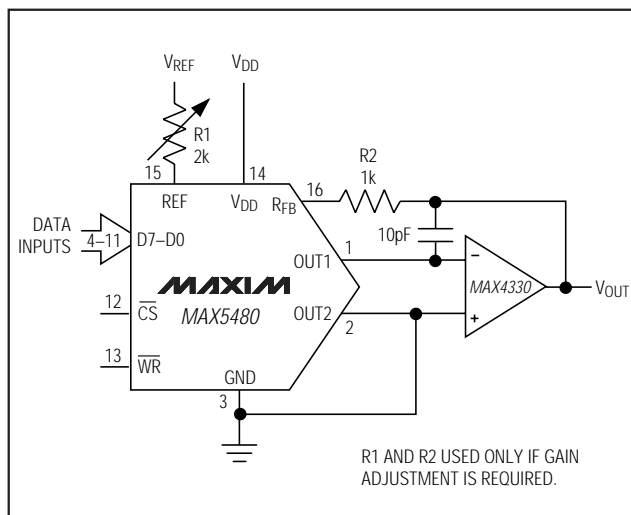 VREF
VDD
R1
2k
15
14
REF
VDD
RFB
16
R2
1k
DATA
INPUTS
4–11
D7–D0
10pF
OUT1
1
MAXIM
MAX5480
–
MAX4330
VOUT
12
CS
OUT2
2
+
13
WR
GND
3
R1 AND R2 USED ONLY IF GAIN
ADJUSTMENT IS REQUIRED.